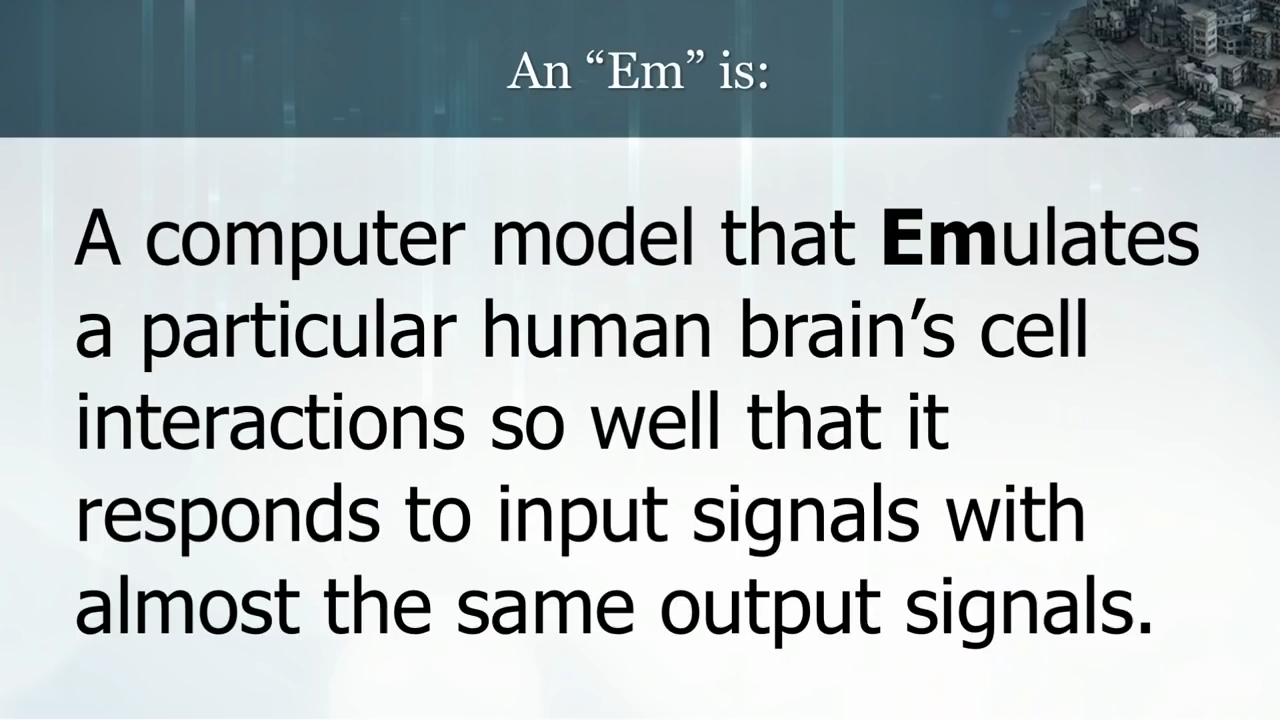 An “Em” is:
A computer model that Emulates
a particular human brain’s cell
interactions so well that it
responds to input signals with
almost the same output signals.